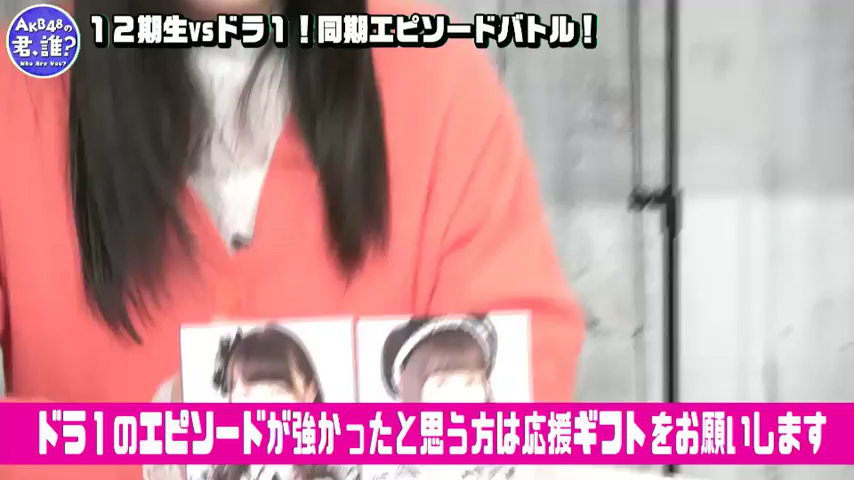 AKB48の
君、誰?
Who Are You?
１２期生vsドラ１！同期エピソードバトル！
ドラ１のエピソードが強かったと思う方は応援ギフトをお願いします